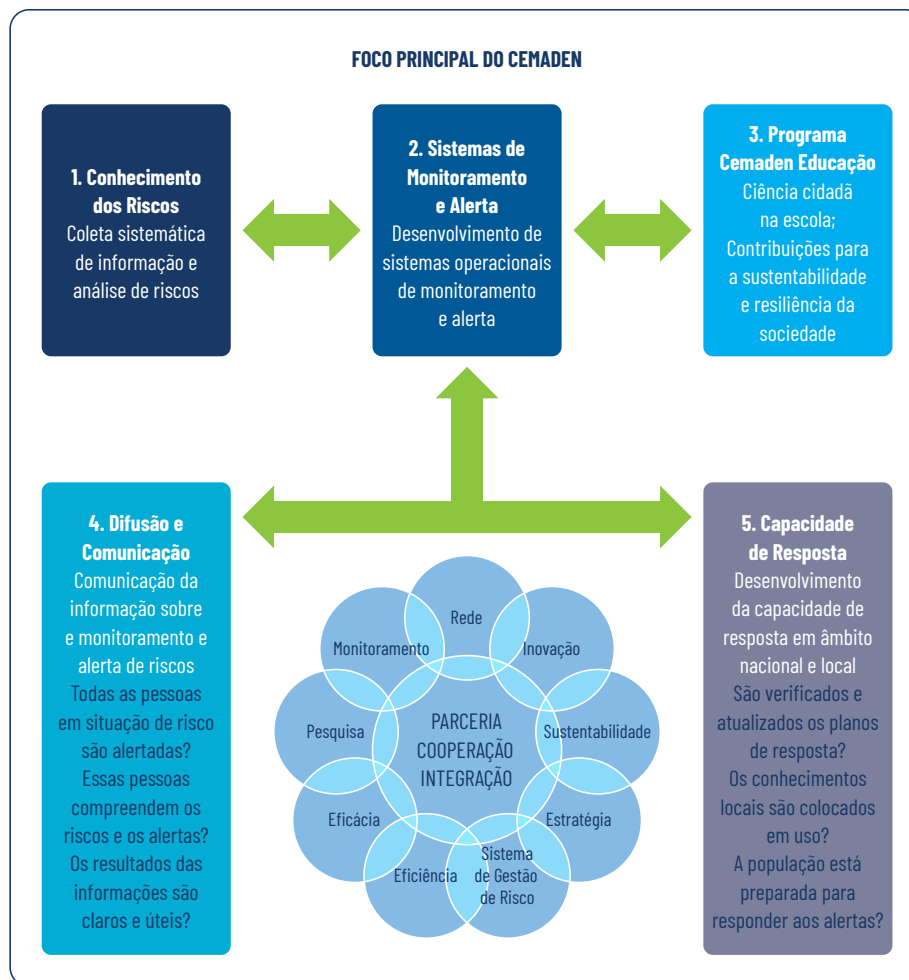 FOCO PRINCIPAL DO CEMADEN
1. Conhecimento
dos Riscos
Coleta sistemática
de informação e
análise de riscos
2. Sistemas de
Monitoramento
e Alerta
Desenvolvimento de
sistemas operacionais
de monitoramento
e alerta
3. Programa
Cemaden Educação
Ciência cidadã
na escola;
Contribuições para
a sustentabilidade
e resiliência da
sociedade
4. Difusão e
Comunicação
Comunicação da
informação sobre
e monitoramento e
alerta de riscos
Todas as pessoas
em situação de risco
são alertadas?
Essas pessoas
compreendem os
riscos e os alertas?
Os resultados das
informações são
claros e úteis?
Rede
Monitoramento
Inovação
Pesquisa
PARCERIA
COOPERAÇÃO
INTEGRAÇÃO
Sustentabilidade
Eficácia
Estratégia
Eficiência
Sistema
de Gestão
de Risco
5. Capacidade
de Resposta
Desenvolvimento
da capacidade de
resposta em âmbito
nacional e local
São verificados e
atualizados os planos
de resposta?
Os conhecimentos
locais são colocados
em uso?
A população está
preparada para
responder aos alertas?